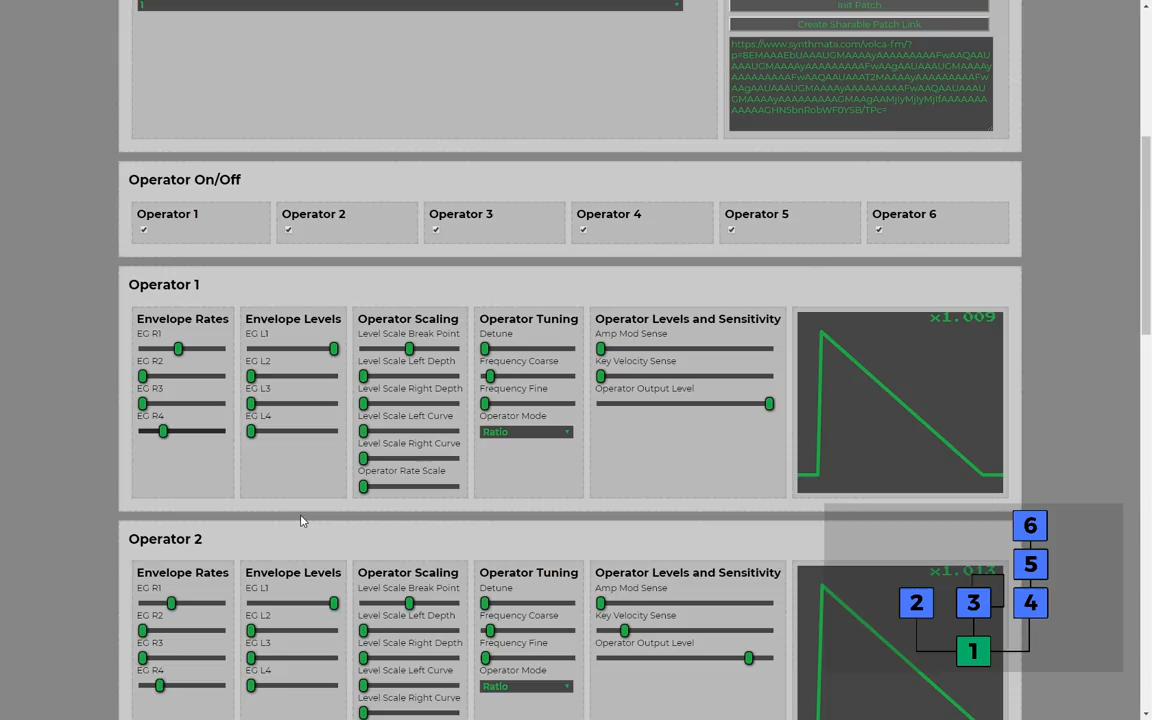 1
Init Patch
Create Sharable Patch Link
https://www.synthmata.com/volca-fm/?
Operator On/Off
Operator 1
Operator 2
Operator 3
Operator 4
Operator 5
Operator 6
Operator 1
Envelope Rates
EG R1
EG R2
EG R3
EG R4
Envelope Levels
EG L1
EG L2
EG L3
EG L4
Operator Scaling
Level Scale Break Point
Level Scale Left Depth
Level Scale Right Depth
Level Scale Left Curve
Level Scale Right Curve
Operator Rate Scale
Operator Tuning
Detune
Frequency Coarse
Frequency Fine
Operator Mode
Ratio
Operator Levels and Sensitivity
Amp Mod Sense
Key Velocity Sense
Operator Output Level
x1.009
Operator 2
Envelope Rates
EG R1
EG R2
EG R3
EG R4
Envelope Levels
EG L1
EG L2
EG L3
EG L4
Operator Scaling
Level Scale Break Point
Level Scale Left Depth
Level Scale Right Depth
Level Scale Left Curve
Level Scale Right Curve
Operator Tuning
Detune
Frequency Coarse
Frequency Fine
Operator Mode
Ratio
Operator Levels and Sensitivity
Amp Mod Sense
Key Velocity Sense
Operator Output Level
x1.013
6
5
2
3
4
1